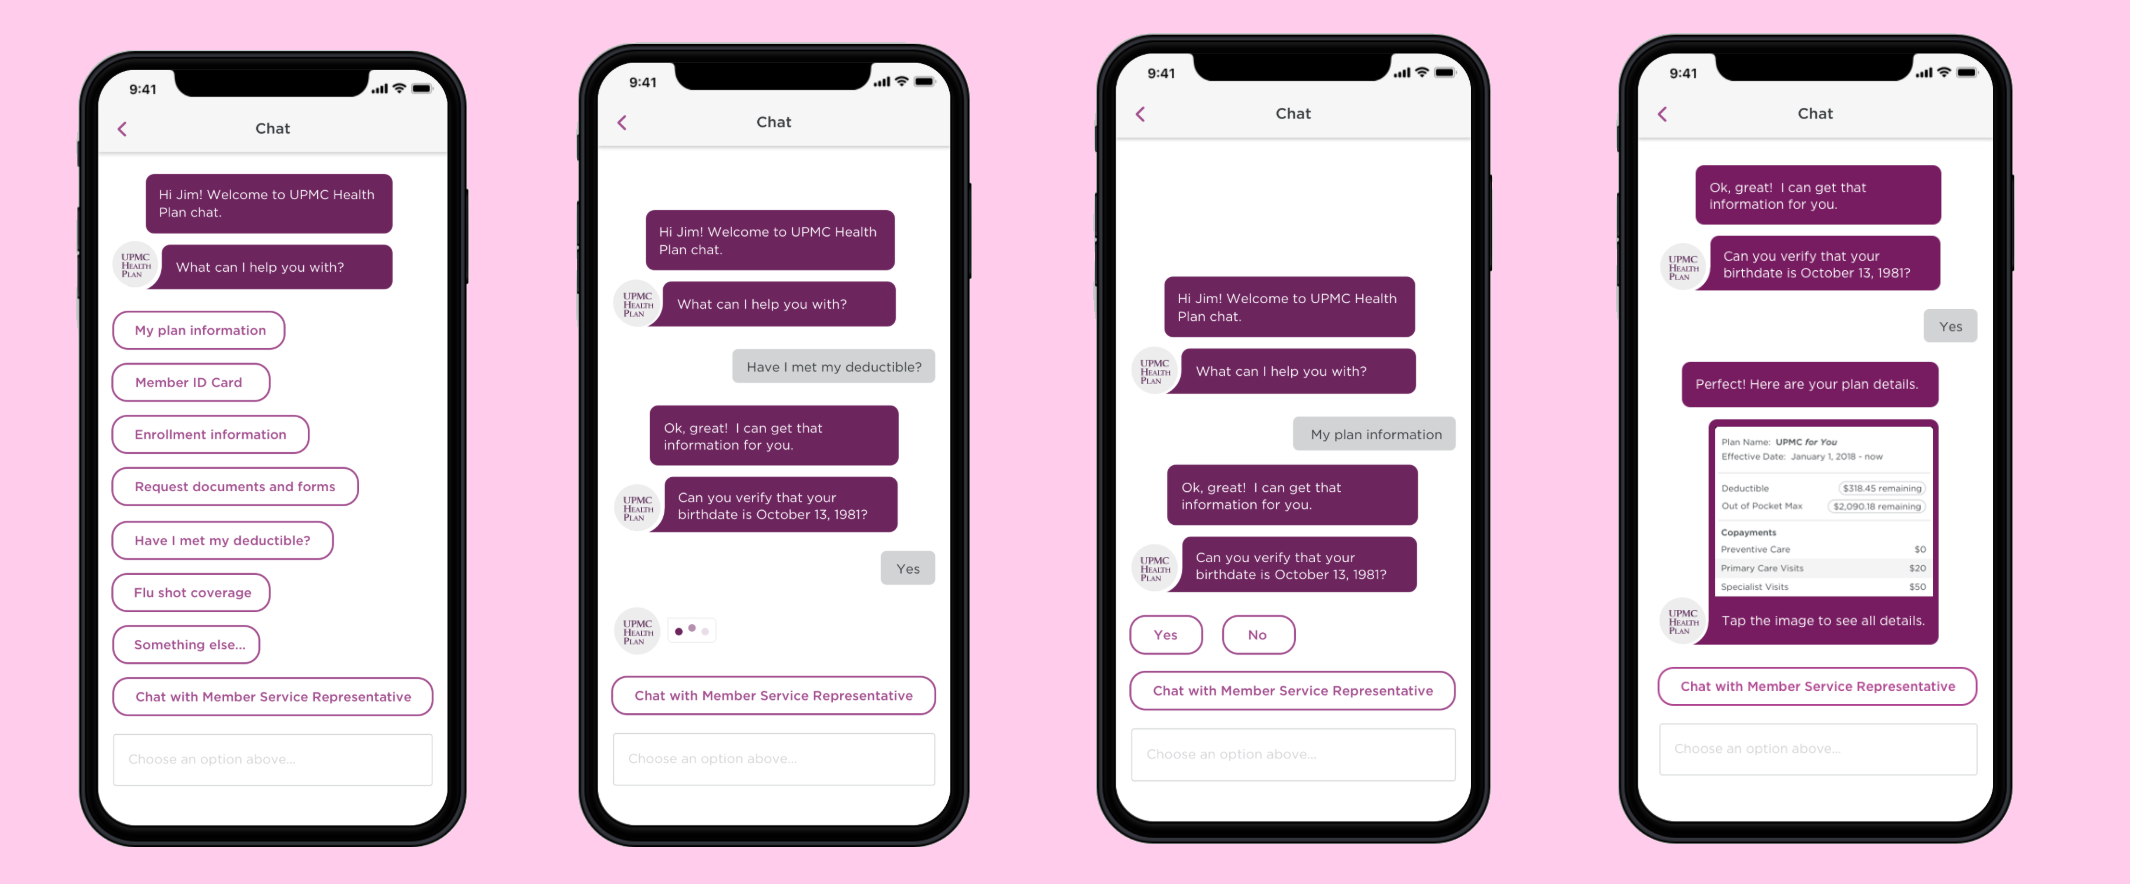 9:41
Chat
Hi Jim! Welcome to UPMC Health
Plan chat.
UPMC
HEALTH
PLAN
What can I help you with?
My plan information
Member ID Card
Enrollment information
Request documents and forms
Have I met my deductible?
Flu shot coverage
Something else...
Chat with Member Service Representative
Choose an option above...
9:41
Chat
Hi Jim! Welcome to UPMC Health
Plan chat.
UPMC
HEALTH
PLAN
What can I help you with?
Have I met my deductible?
Ok, great!  I can get that
information for you.
UPMC
HEALTH
PLAN
Can you verify that your
birthdate is October 13, 1981?
Yes
UPMC
HEALTH
PLAN
Chat with Member Service Representative
Choose an option above...
9:41
Chat
Hi Jim! Welcome to UPMC Health
Plan chat.
UPMC
HEALTH
PLAN
What can I help you with?
My plan information
Ok, great!  I can get that
information for you.
UPMC
HEALTH
PLAN
Can you verify that your
birthdate is October 13, 1981?
Yes No
Chat with Member Service Representative
Choose an option above...
9:41
Chat
Ok, great!  I can get that
information for you.
UPMC
HEALTH
PLAN
Can you verify that your
birthdate is October 13, 1981?
Yes
Perfect! Here are your plan details.
Plan Name: UPMC for You
Effective Date: January 1, 2018 - now
Deductible $318.45 remaining
Out of Pocket Max $2,090.18 remaining
Copayments
Preventive Care $0
Primary Care Visits $20
Specialist Visits $50
UPMC
HEALTH
PLAN
Tap the image to see all details.
Chat with Member Service Representative
Choose an option above...